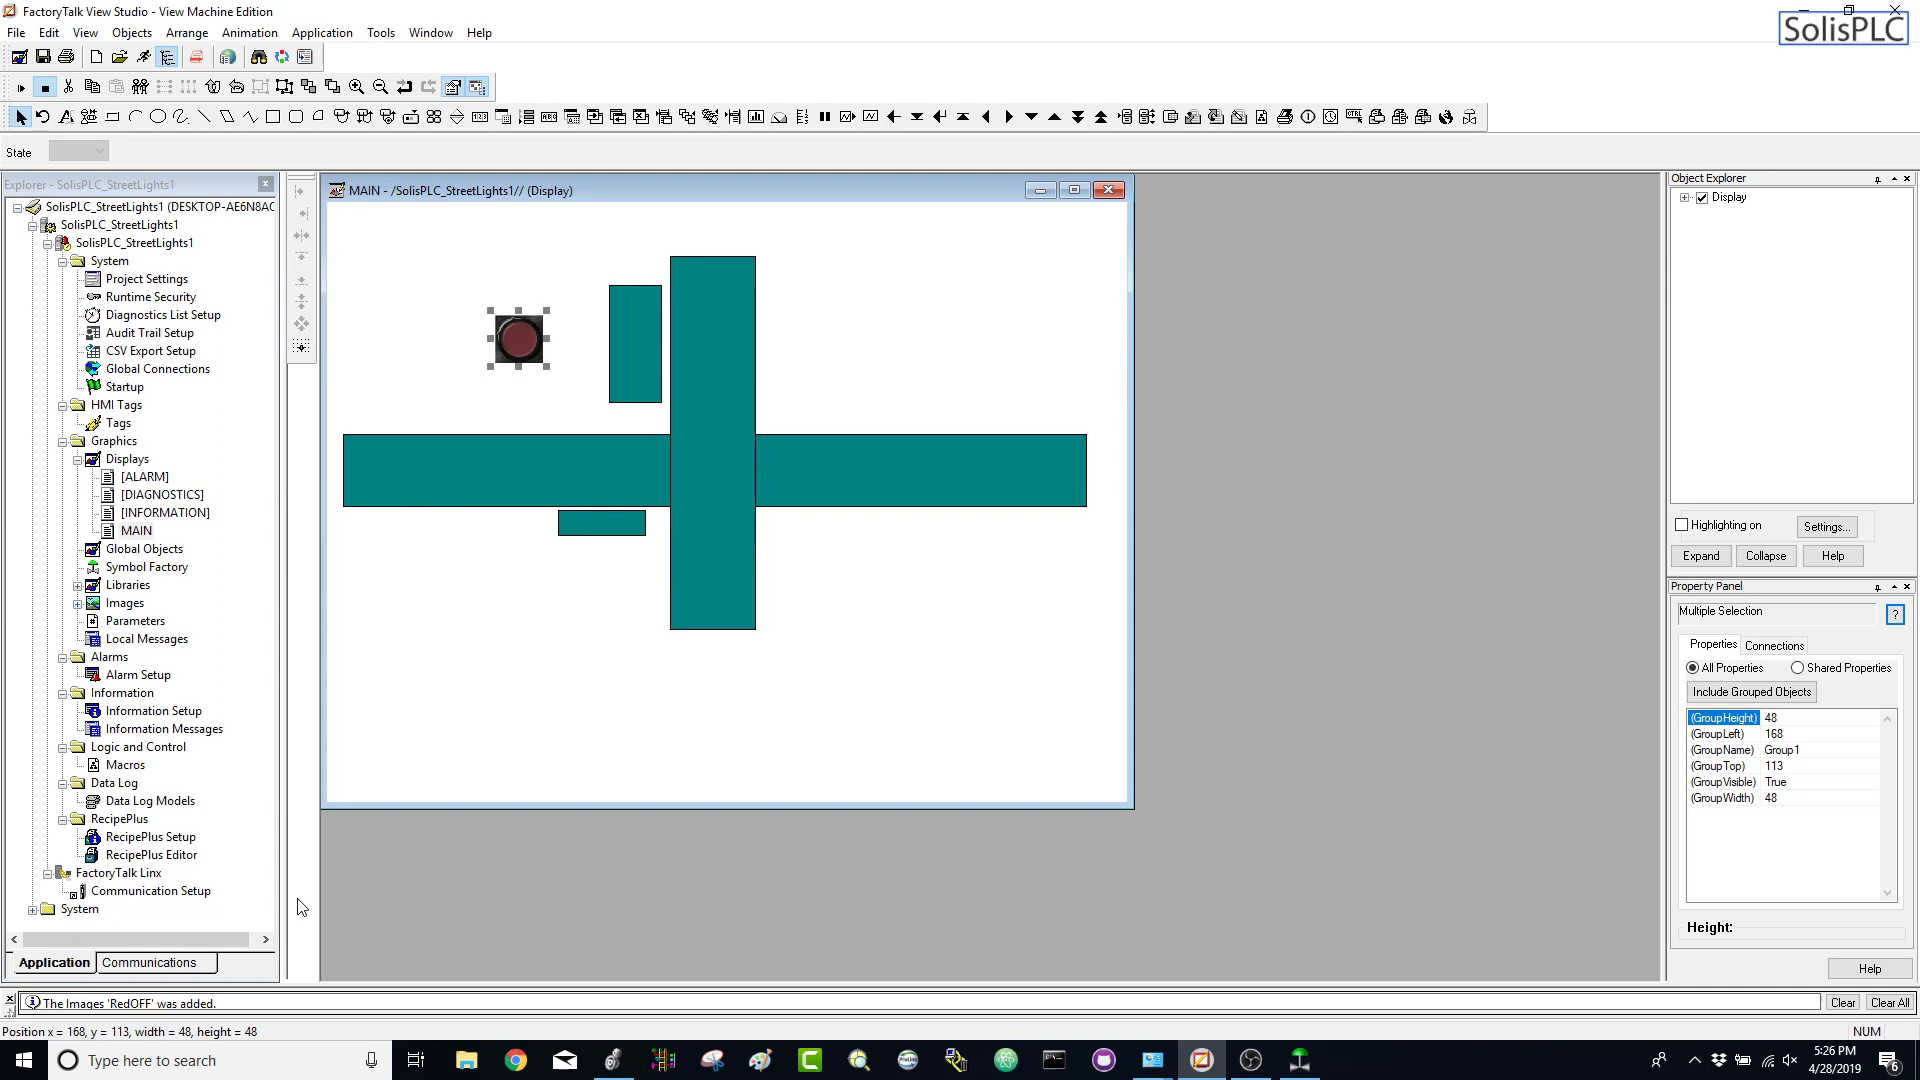 FactoryTalk View Studio - View Machine Edition
SolisPLC
File Edit View Objects Arrange Animation Application Tools Window Help
State
Explorer - SolisPLC_StreetLights1
SolisPLC_StreetLights1 (DESKTOP-AE6N8AC
SolisPLC_StreetLights1
SolisPLC_StreetLights1
System
Project Settings
Runtime Security
Diagnostics List Setup
Audit Trail Setup
CSV Export Setup
Global Connections
Startup
HMI Tags
Tags
Graphics
Displays
[ALARM]
[DIAGNOSTICS]
[INFORMATION]
MAIN
Global Objects
Symbol Factory
Libraries
Images
Parameters
Local Messages
Alarms
Alarm Setup
Information
Information Setup
Information Messages
Logic and Control
Macros
Data Log
Data Log Models
RecipePlus
RecipePlus Setup
RecipePlus Editor
FactoryTalk Linx
Communication Setup
System
Application Communications
MAIN - /SolisPLC_StreetLights1// (Display)
Object Explorer
Display
Highlighting on Settings...
Expand Collapse Help
Property Panel
Multiple Selection ?
Properties Connections
All Properties Shared Properties
Include Grouped Objects
(GroupHeight) 48
(GroupLeft) 168
(GroupName) Group1
(GroupTop) 113
(GroupVisible) True
(GroupWidth) 48
Height:
Help
The Images 'RedOFF' was added.
Clear Clear All
Position x = 168, y = 113, width = 48, height = 48
NUM
Type here to search
5:26 PM
4/28/2019
6